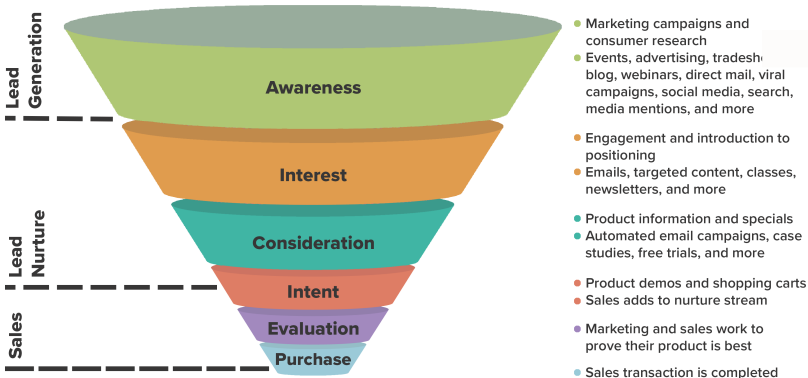 Lead
Generation
Awareness
Marketing campaigns and
consumer research
Events, advertising,
blog, webinars, direct mail, viral
campaigns, social media, search,
media mentions, and more
Interest
Engagement and introduction to
positioning
Emails, targeted content, classes,
newsletters, and more
Lead
Nurture
Consideration
Product information and specials
Automated email campaigns, case
studies, free trials, and more
Intent
Product demos and shopping carts
Sales adds to nurture stream
Sales
Evaluation
Marketing and sales work to
prove their product is best
Purchase
Sales transaction is completed